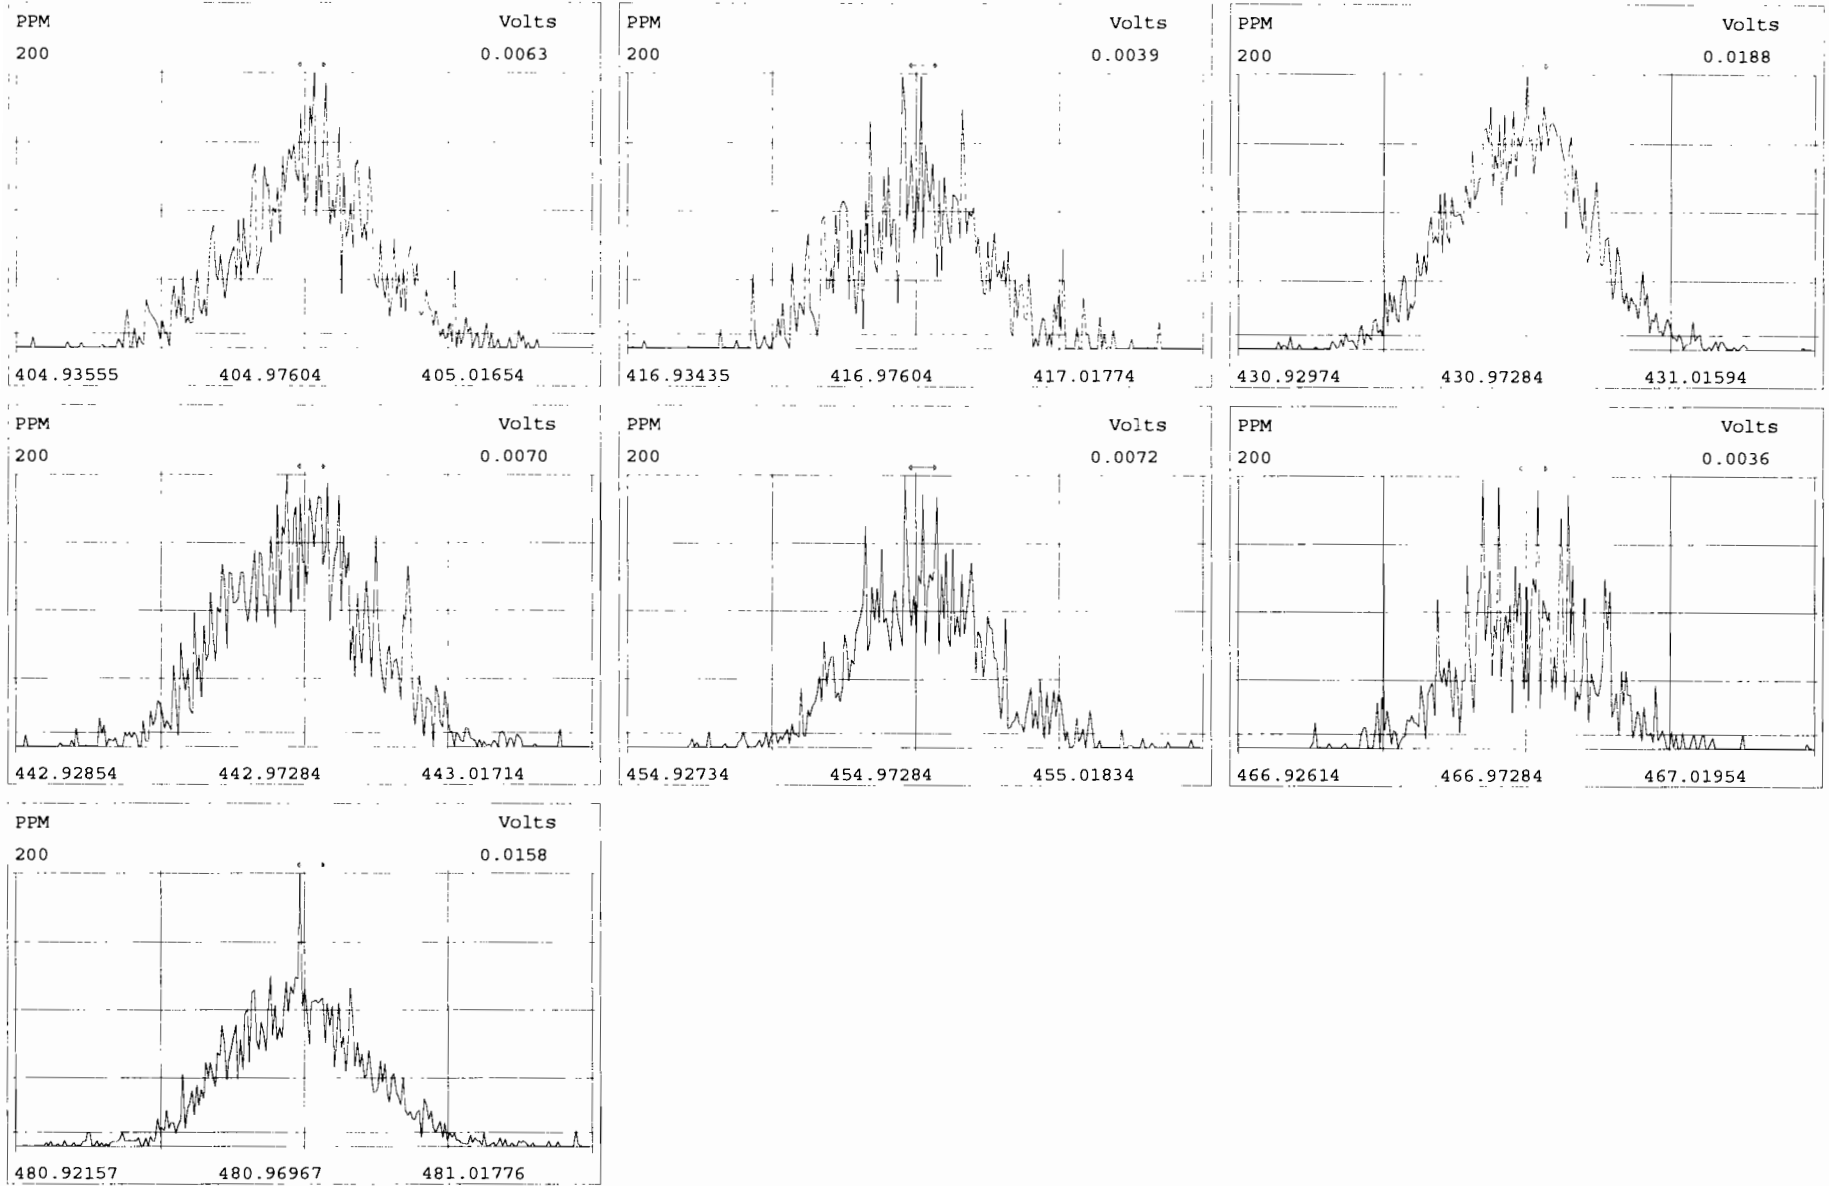 PPM Volts
200 0.0063
404.93555 404.97604 405.01654
PPM Volts
200 0.0039
416.93435 416.97604 417.01774
PPM Volts
200 0.0188
430.92974 430.97284 431.01594
PPM Volts
200 0.0070
442.92854 442.97284 443.01714
PPM Volts
200 0.0072
454.92734 454.97284 455.01834
PPM Volts
200 0.0036
466.92614 466.97284 467.01954
PPM Volts
200 0.0158
480.92157 480.96967 481.01776